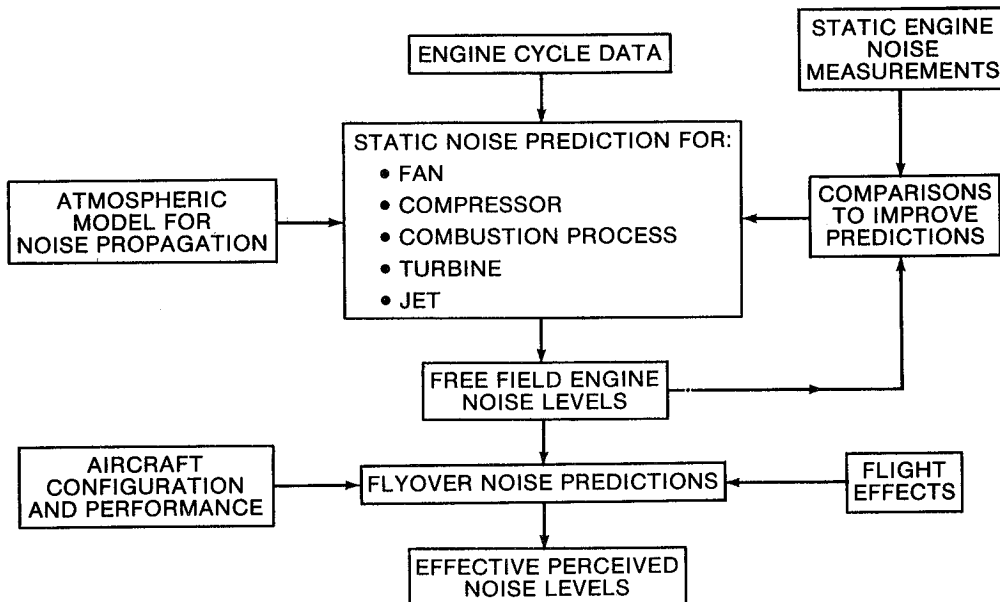 ENGINE CYCLE DATA
STATIC ENGINE
NOISE
MEASUREMENTS
STATIC NOISE PREDICTION FOR:
• FAN
• COMPRESSOR
• COMBUSTION PROCESS
• TURBINE
• JET
ATMOSPHERIC
MODEL FOR
NOISE PROPAGATION
COMPARISONS
TO IMPROVE
PREDICTIONS
FREE FIELD ENGINE
NOISE LEVELS
AIRCRAFT
CONFIGURATION
AND PERFORMANCE
FLYOVER NOISE PREDICTIONS
FLIGHT
EFFECTS
EFFECTIVE PERCEIVED
NOISE LEVELS